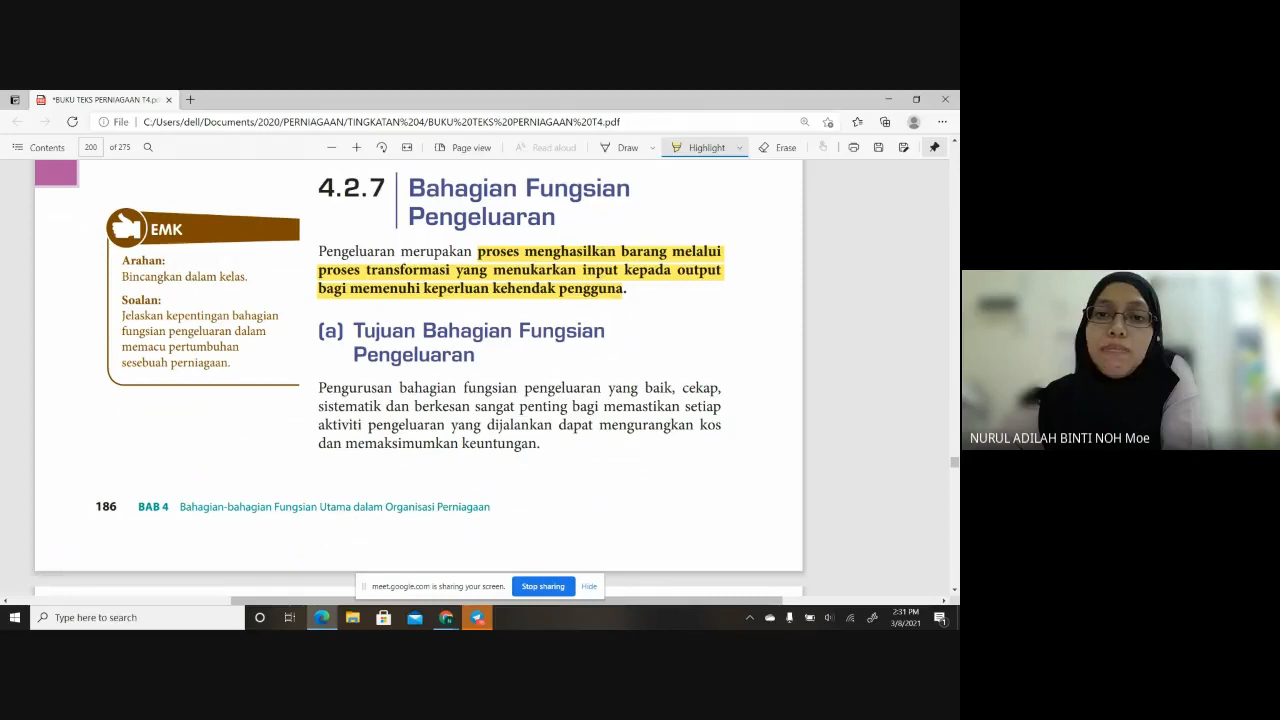 *BUKU TEKS PERNIAGAAN T4.pd
File
C:/Users/dell/Documents/2020/PERNIAGAAN/TINGKATAN%204/BUKU%20TEKS%20PERNIAGAAN%20T4.pdf
Contents
200
of 275
Page view
Read aloud
Draw
Highlight
Erase
4.2.7
Bahagian Fungsian
Pengeluaran
EMK
Arahan:
Bincangkan dalam kelas.
Soalan:
Jelaskan kepentingan bahagian
fungsian pengeluaran dalam
memacu pertumbuhan
sesebuah perniagaan.
Pengeluaran merupakan proses menghasilkan barang melalui
proses transformasi yang menukarkan input kepada output
bagi memenuhi keperluan kehendak pengguna.
(a) Tujuan Bahagian Fungsian
Pengeluaran
Pengurusan bahagian fungsian pengeluaran yang baik, cekap,
sistematik dan berkesan sangat penting bagi memastikan setiap
aktiviti pengeluaran yang dijalankan dapat mengurangkan kos
dan memaksimumkan keuntungan.
186 BAB 4 Bahagian-bahagian Fungsian Utama dalam Organisasi Perniagaan
meet.google.com is sharing your screen.
Stop sharing
Hide
Type here to search
2:31 PM
3/8/2021
NURUL ADILAH BINTI NOH Moe